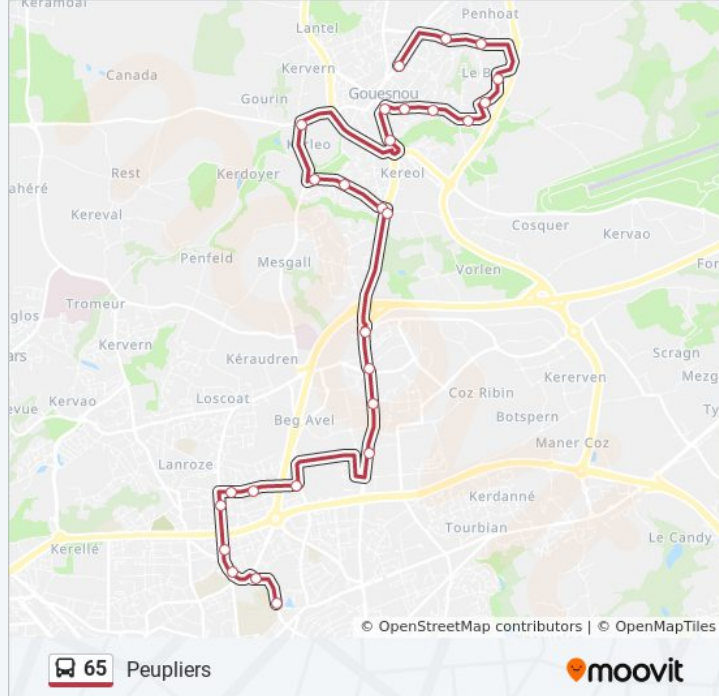 Keramoal
Lantel
Penhoat
Canada
Kervern
Le B
Gourin
Gouesnou
Rest
Kerdoyer
Kereol
ahéré
Kereval
Cosquer
Kervao
Penfeld
Mesgall
Vorlen
For
Tromeur
glos
Kervern
Scragn
ars
Kéraudren
Kererven
Mezg
Kervao
Loscoat
Coz Ribin
evue
Beg Avel
Botspern
Ty
Maner Coz
Lanroze
Kerdanné
Tourbian
Le Candy
Kerellé
© OpenStreetMap contributors | © OpenMapTiles
65 Peupliers
moovit